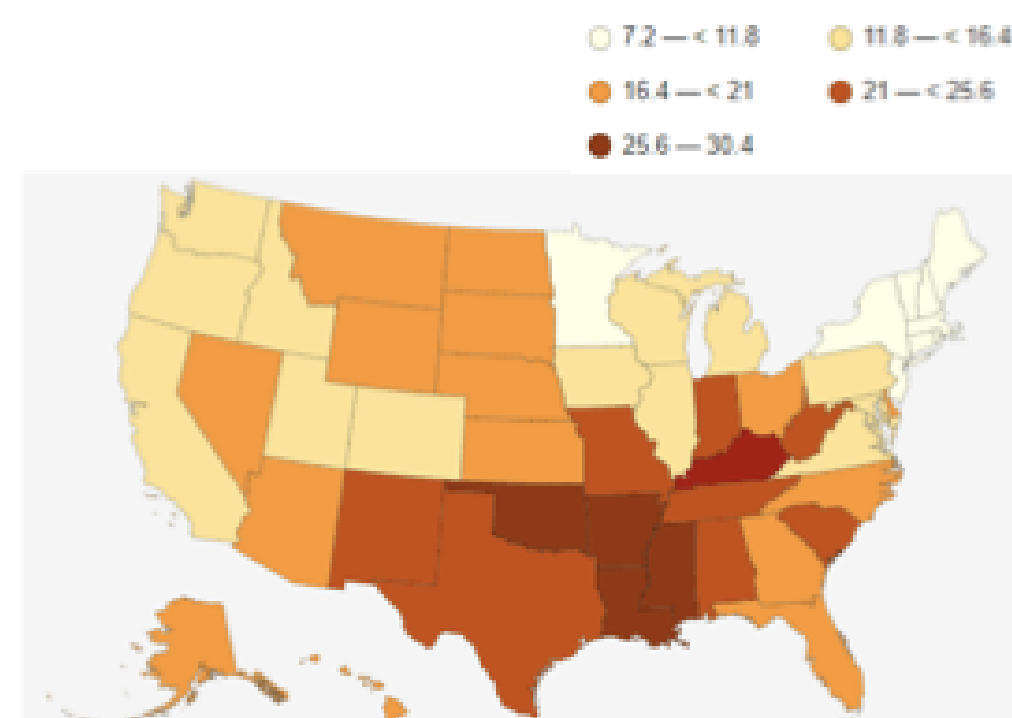 7.2 — < 11.8
11.8 — < 16.4
16.4 — < 21
21 — < 25.6
25.6 — 30.4